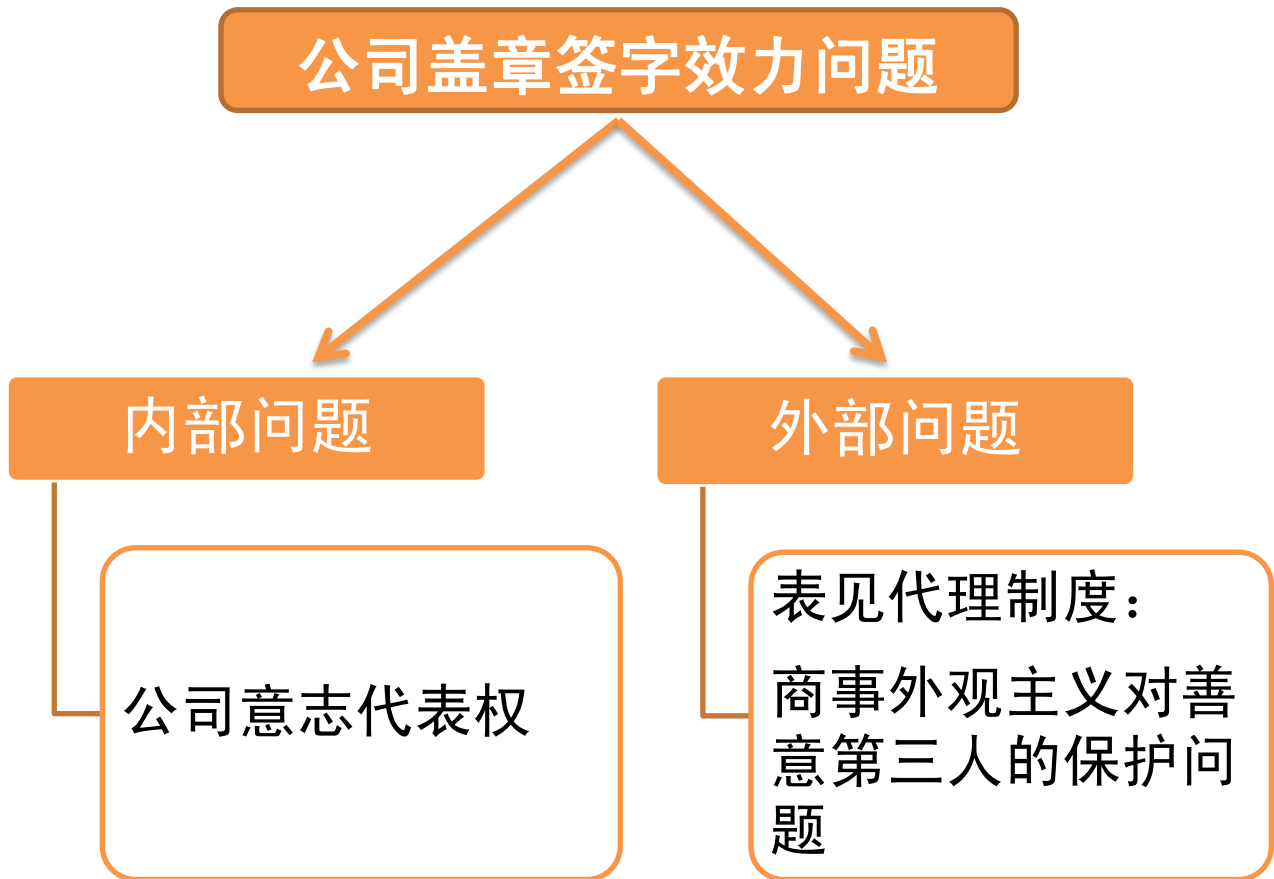 公司盖章签字效力问题
内部问题
外部问题
公司意志代表权
表见代理制度：
商事外观主义对善
意第三人的保护问
题